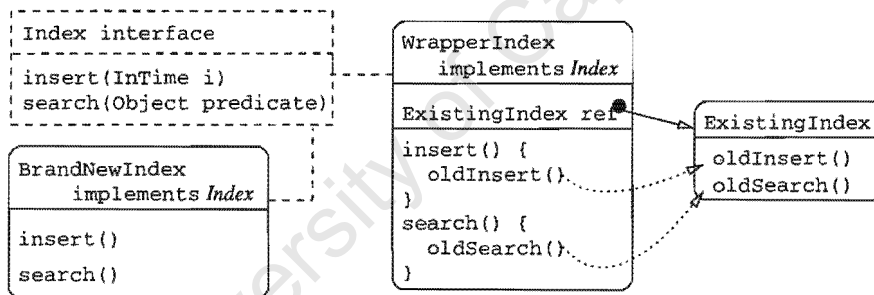 Index interface
insert(InTime i)
search(Object predicate)
BrandNewIndex
implements Index
insert()
search()
WrapperIndex
implements Index
ExistingIndex ref
insert() {
oldInsert()
}
search() {
oldSearch()
}
ExistingIndex
oldInsert()
oldSearch()